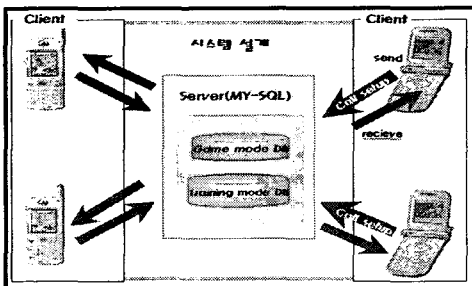 Client
Client
시스템 설계
send
Call setup
Server(MY-SQL)
recieve
Game mode DB
Training mode DB
Call setup